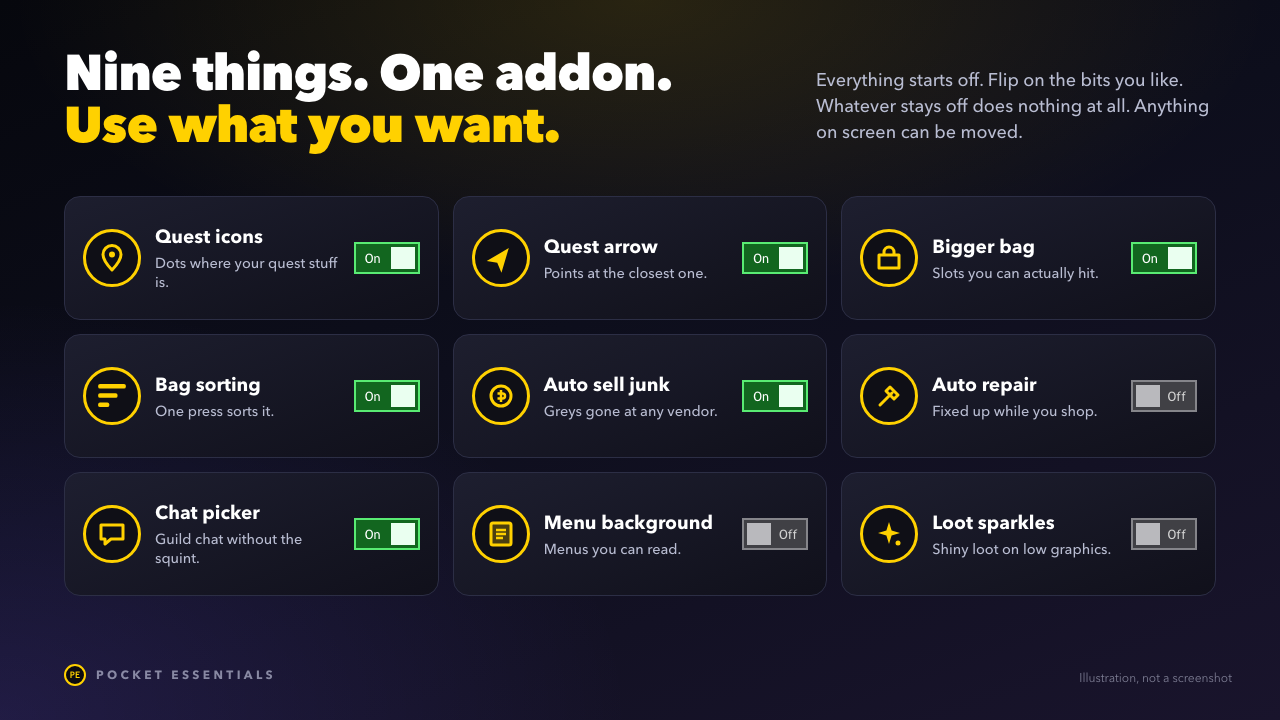 Nine things. One addon.
Use what you want.
Everything starts off. Flip on the bits you like.
Whatever stays off does nothing at all. Anything
on screen can be moved.
Quest icons
Dots where your quest stuff
is.
On
Quest arrow
Points at the closest one.
On
Bigger bag
Slots you can actually hit.
On
Bag sorting
One press sorts it.
On
Auto sell junk
Greys gone at any vendor.
On
Auto repair
Fixed up while you shop.
Off
Chat picker
Guild chat without the
squint.
On
Menu background
Menus you can read.
Off
Loot sparkles
Shiny loot on low graphics.
Off
PE POCKET ESSENTIALS
Illustration, not a screenshot